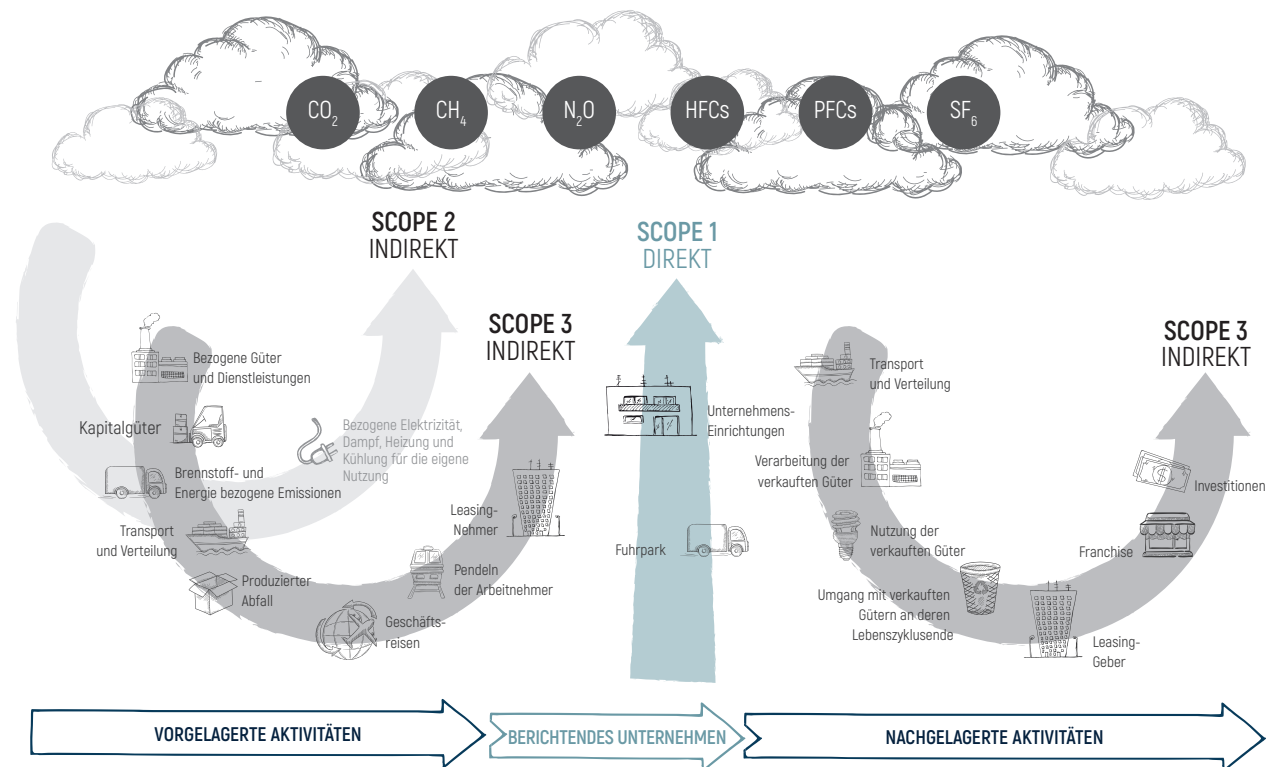 CO₂
CH₄
N₂O
HFCs
PFCs
SF₆
SCOPE 2
INDIREKT
SCOPE 1
DIREKT
SCOPE 3
INDIREKT
SCOPE 3
INDIREKT
Bezogene Güter
und Dienstleistungen
Kapitalgüter
Brennstoff- und
Energie bezogene Emissionen
Transport
und Verteilung
Produzierter
Abfall
Geschäfts-
reisen
Pendeln
der Arbeitnehmer
Leasing-
Nehmer
Bezogene Elektrizität,
Dampf, Heizung und
Kühlung für die eigene
Nutzung
Unternehmens-
Einrichtungen
Fuhrpark
Transport
und Verteilung
Verarbeitung der
verkauften Güter
Nutzung der
verkauften Güter
Umgang mit verkauften
Gütern an deren
Lebenszyklusende
Leasing-
Geber
Franchise
Investitionen
VORGELAGERTE AKTIVITÄTEN
BERICHTENDES UNTERNEHMEN
NACHGELAGERTE AKTIVITÄTEN